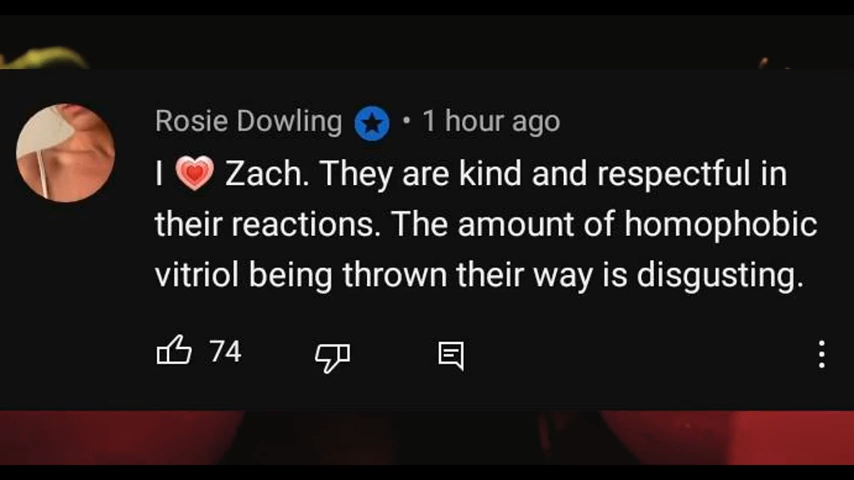 Rosie Dowling • 1 hour ago
I 💗 Zach. They are kind and respectful in
their reactions. The amount of homophobic
vitriol being thrown their way is disgusting.
74